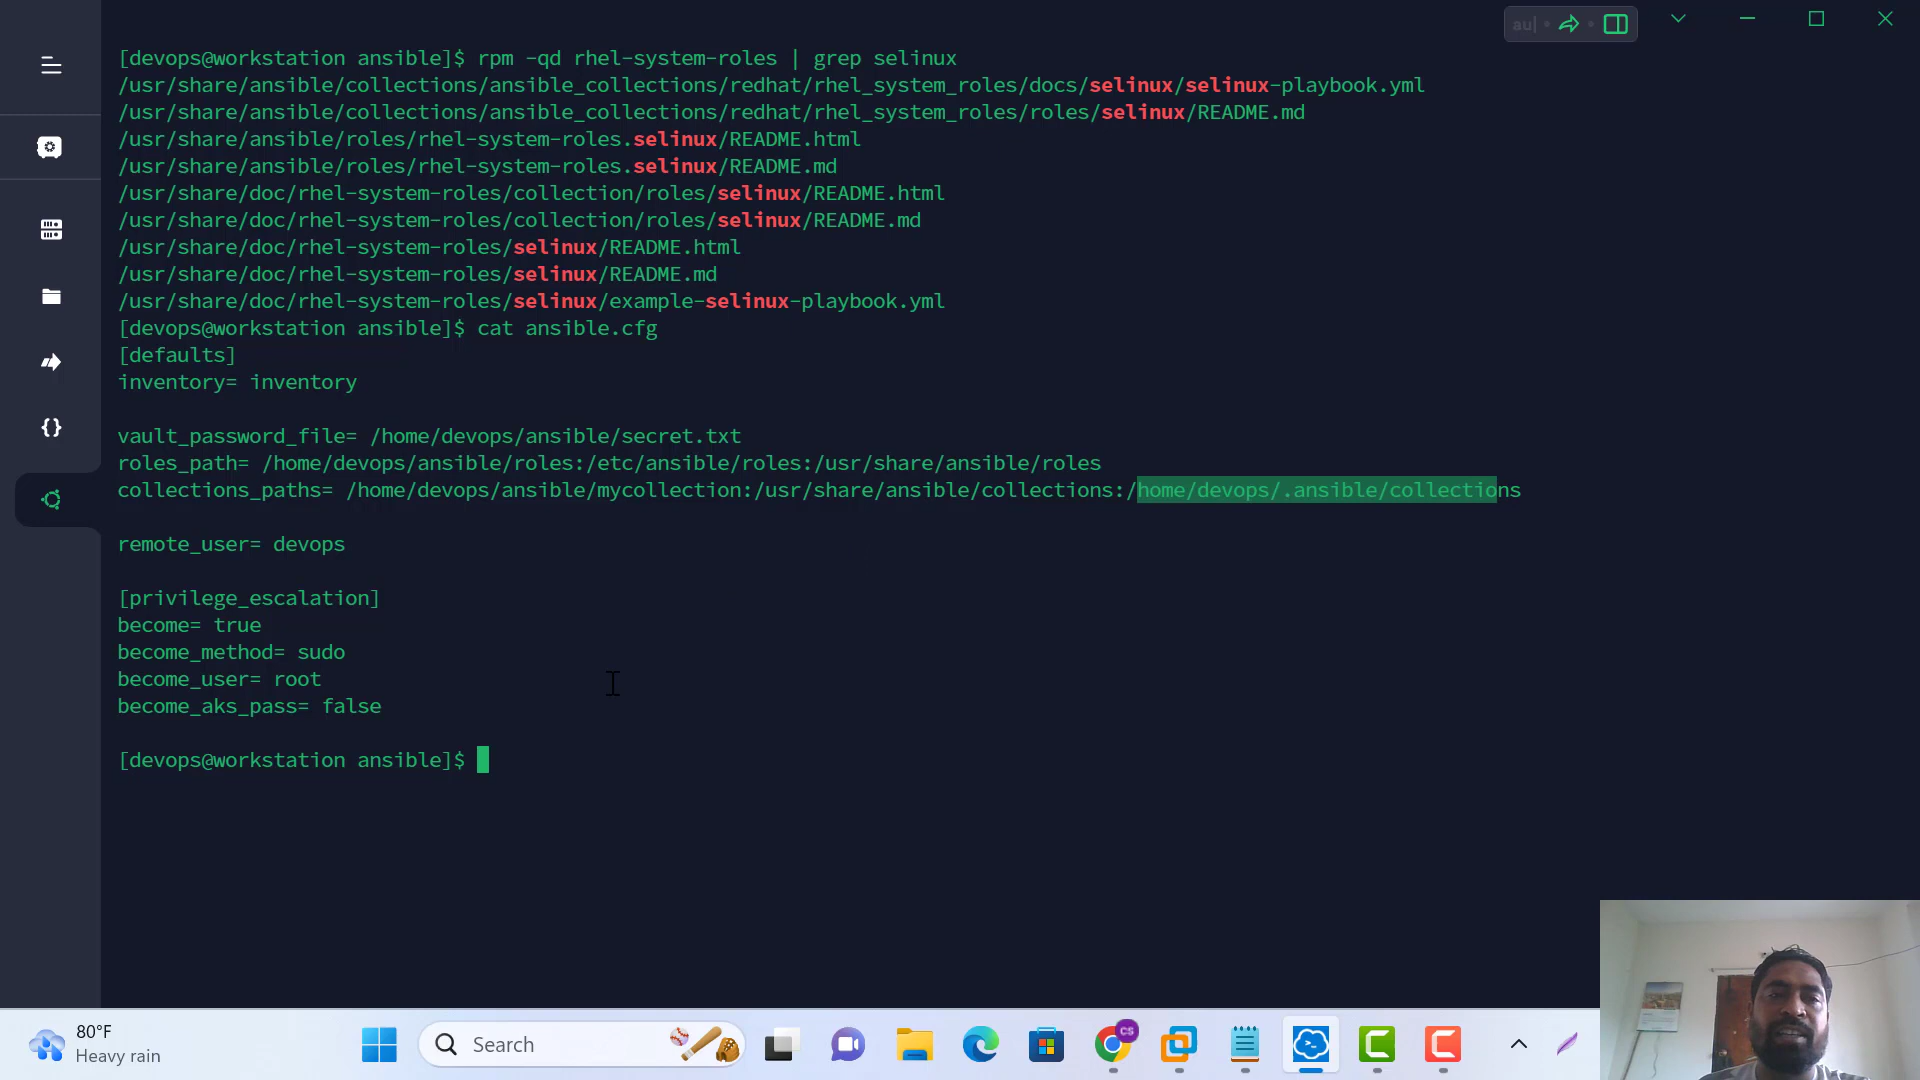 au|
[devops@workstation ansible]$ rpm -qd rhel-system-roles | grep selinux
/usr/share/ansible/collections/ansible_collections/redhat/rhel_system_roles/docs/selinux/selinux-playbook.yml
/usr/share/ansible/collections/ansible_collections/redhat/rhel_system_roles/roles/selinux/README.md
/usr/share/ansible/roles/rhel-system-roles.selinux/README.html
/usr/share/ansible/roles/rhel-system-roles.selinux/README.md
/usr/share/doc/rhel-system-roles/collection/roles/selinux/README.html
/usr/share/doc/rhel-system-roles/collection/roles/selinux/README.md
/usr/share/doc/rhel-system-roles/selinux/README.html
/usr/share/doc/rhel-system-roles/selinux/README.md
/usr/share/doc/rhel-system-roles/selinux/example-selinux-playbook.yml
[devops@workstation ansible]$ cat ansible.cfg
[defaults]
inventory= inventory
vault_password_file= /home/devops/ansible/secret.txt
roles_path= /home/devops/ansible/roles:/etc/ansible/roles:/usr/share/ansible/roles
collections_paths= /home/devops/ansible/mycollection:/usr/share/ansible/collections:/home/devops/.ansible/collections
remote_user= devops
[privilege_escalation]
become= true
become_method= sudo
become_user= root
become_aks_pass= false
[devops@workstation ansible]$
80°F
Heavy rain
Search
CS